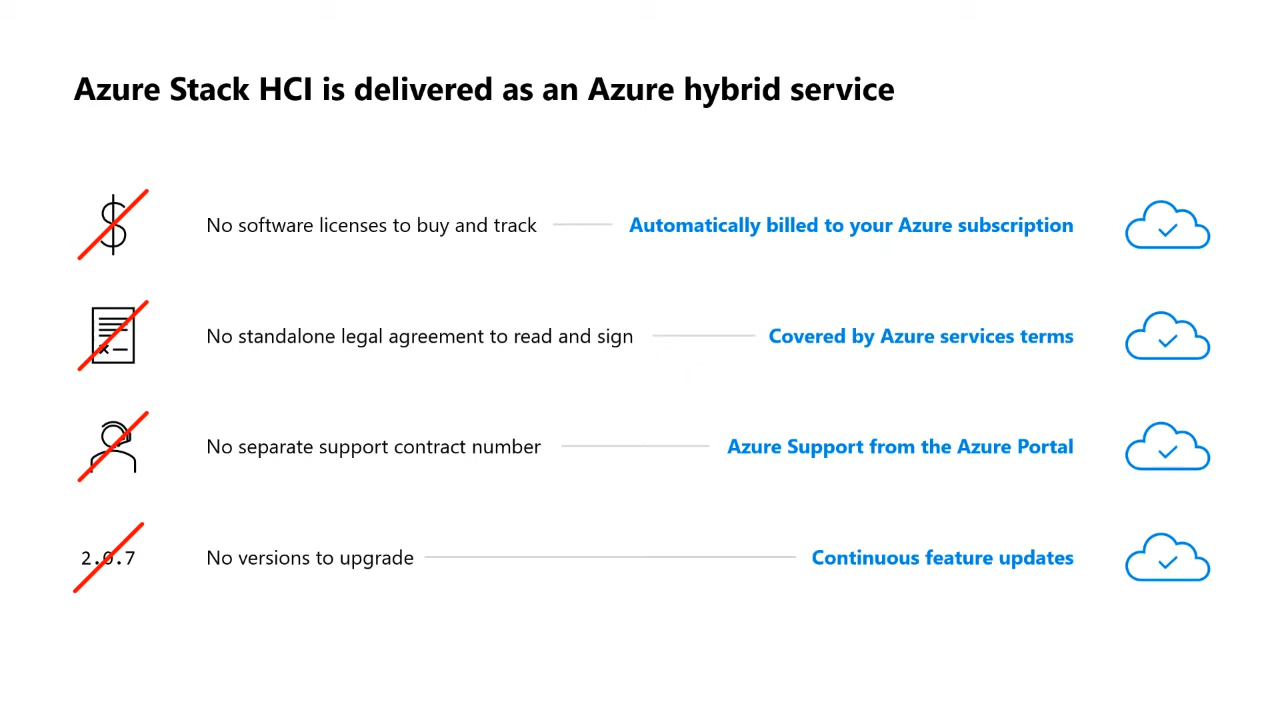 Azure Stack HCI is delivered as an Azure hybrid service
No software licenses to buy and track
Automatically billed to your Azure subscription
No standalone legal agreement to read and sign
Covered by Azure services terms
No separate support contract number
Azure Support from the Azure Portal
2.0.7
No versions to upgrade
Continuous feature updates